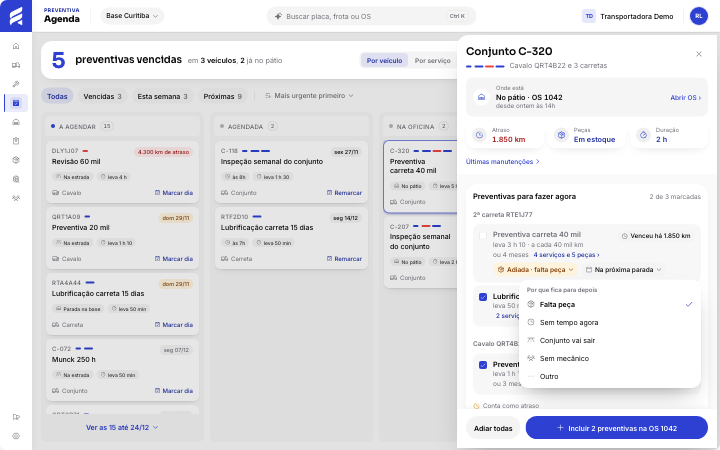 PREVENTIVA
Agenda
Base Curitiba
Buscar placa, frota ou OS
Ctrl K
TD
Transportadora Demo
RL
5 preventivas vencidas em 3 veículos, 2 já no pátio
Por veículo
Por serviço
Todas
Vencidas 3
Esta semana 3
Próximas 9
Mais urgente primeiro
A AGENDAR 15
DLY1J07
4.300 km de atraso
Revisão 60 mil
Na estrada
leva 4 h
Cavalo
Marcar dia
QRT1A09
dom 29/11
Preventiva 20 mil
Na estrada
leva 1 h 10
Cavalo
Marcar dia
RTA4A44
dom 29/11
Lubrificação carreta 15 dias
Parada na base
leva 50 min
Carreta
Marcar dia
C-072
seg 07/12
Munck 250 h
Na estrada
leva 50 min
Conjunto
Marcar dia
Ver as 15 até 24/12
AGENDADA 2
C-118
sex 27/11
Inspeção semanal do conjunto
às 8h
leva 1 h 30
Conjunto
Remarcar
RTF2D10
seg 14/12
Lubrificação carreta 15 dias
às 7h
leva 50 min
Carreta
Remarcar
NA OFICINA 2
C-320
Preventiva
carreta 40 mil
No pátio
Conjunto
C-207
Inspeção semanal
do conjunto
No pátio
Conjunto
Conjunto C-320
Cavalo QRT4B22 e 3 carretas
Onde está
No pátio · OS 1042
desde ontem às 14h
Abrir OS
Atraso
1.850 km
Peças
Em estoque
Duração
2 h
Últimas manutenções
Preventivas para fazer agora
2 de 3 marcadas
2ª carreta RTE1J77
Preventiva carreta 40 mil
Venceu há 1.850 km
leva 3 h 10 · a cada 40 mil km
ou 4 meses
4 serviços e 5 peças
Adiada · falta peça
Na próxima parada
Por que fica para depois
Falta peça
Sem tempo agora
Conjunto vai sair
Sem mecânico
Outro
Conta como atraso
Adiar todas
Incluir 2 preventivas na OS 1042